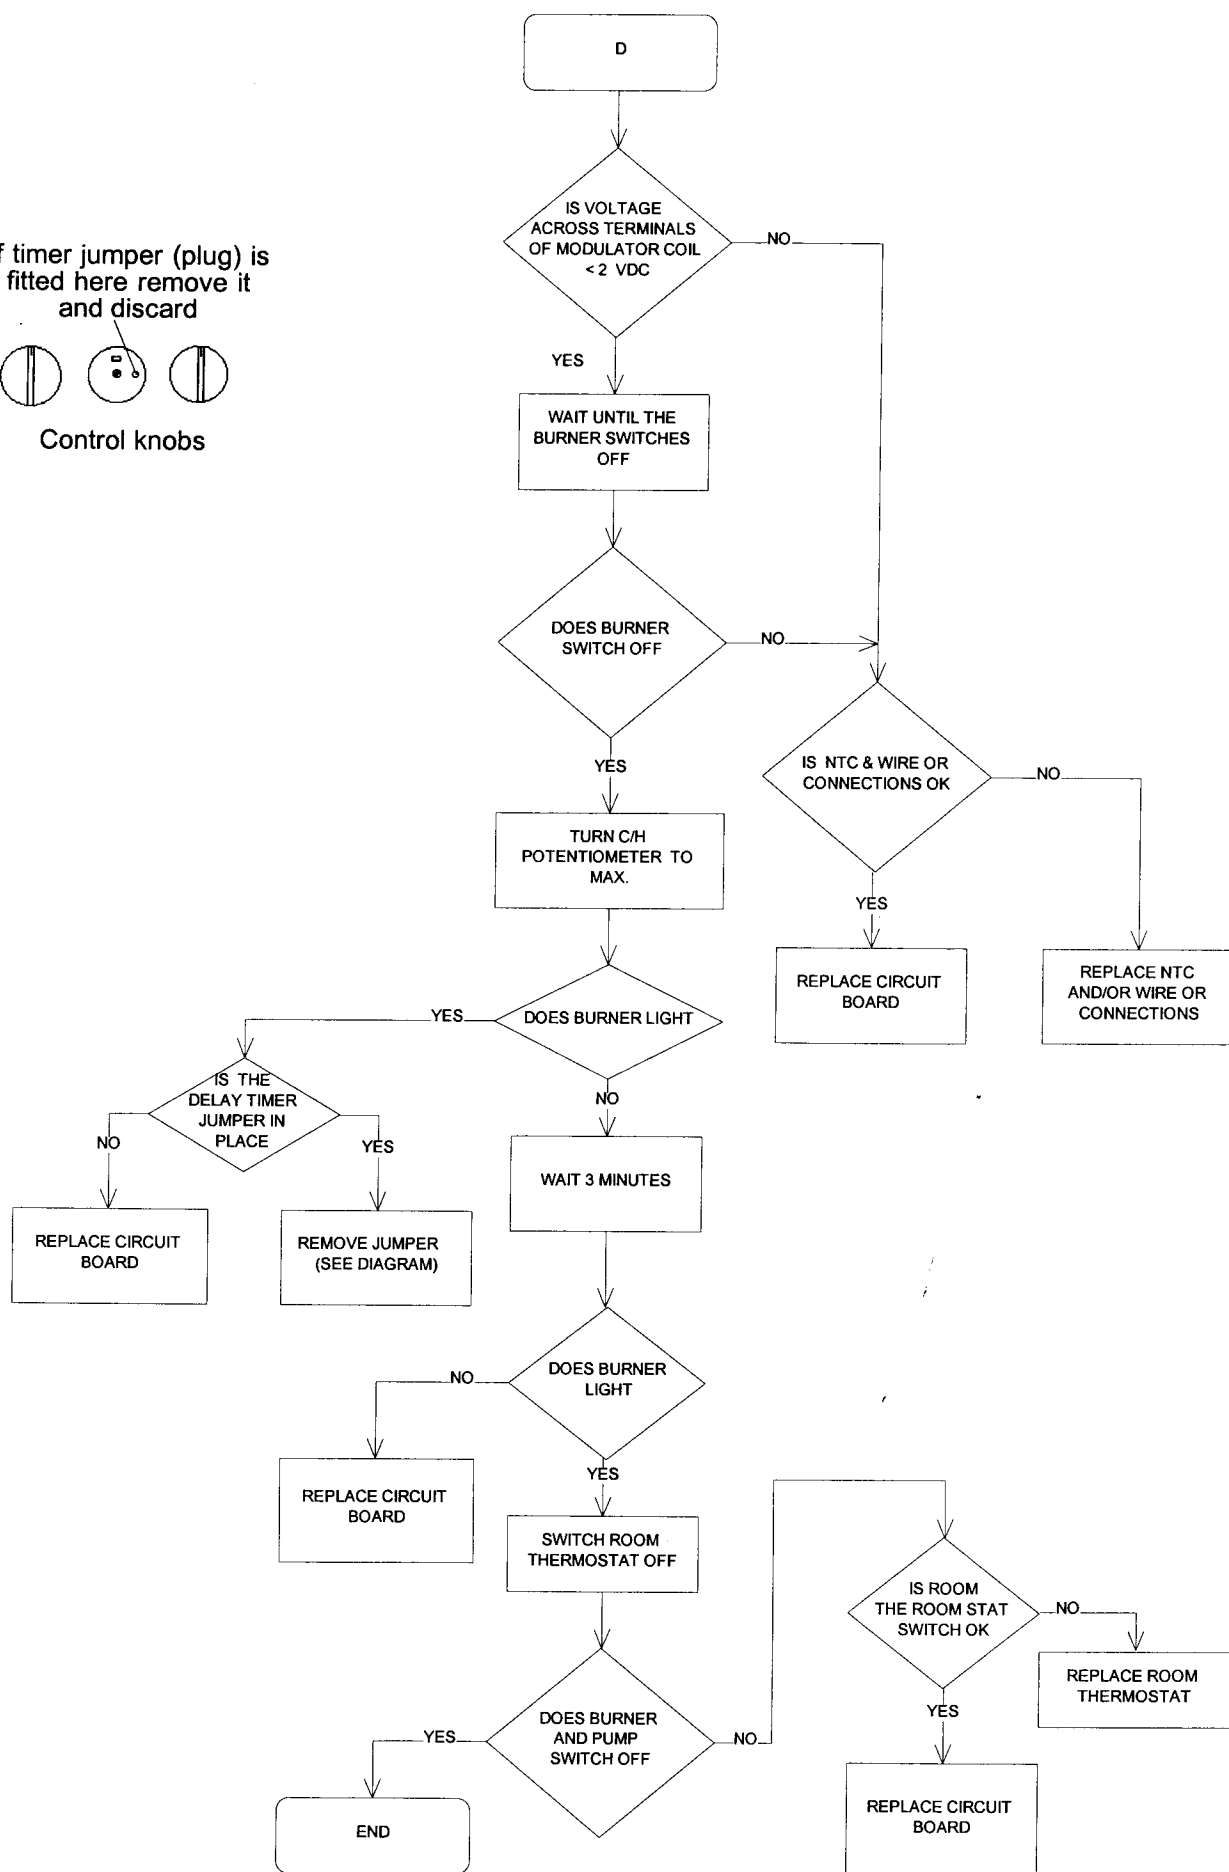 D
IS VOLTAGE
ACROSS TERMINALS
OF MODULATOR COIL
< 2 VDC
NO
f timer jumper (plug) is
fitted here remove it
and discard
Control knobs
YES
WAIT UNTIL THE
BURNER SWITCHES
OFF
DOES BURNER
SWITCH OFF
NO
YES
IS NTC & WIRE OR
CONNECTIONS OK
NO
YES
TURN C/H
POTENTIOMETER TO
MAX.
REPLACE CIRCUIT
BOARD
REPLACE NTC
AND/OR WIRE OR
CONNECTIONS
DOES BURNER LIGHT
YES
NO
IS THE
DELAY TIMER
JUMPER IN
PLACE
NO
YES
WAIT 3 MINUTES
REPLACE CIRCUIT
BOARD
REMOVE JUMPER
(SEE DIAGRAM)
DOES BURNER
LIGHT
NO
YES
REPLACE CIRCUIT
BOARD
SWITCH ROOM
THERMOSTAT OFF
IS ROOM
THE ROOM STAT
SWITCH OK
NO
REPLACE ROOM
THERMOSTAT
YES
DOES BURNER
AND PUMP
SWITCH OFF
YES
NO
END
REPLACE CIRCUIT
BOARD